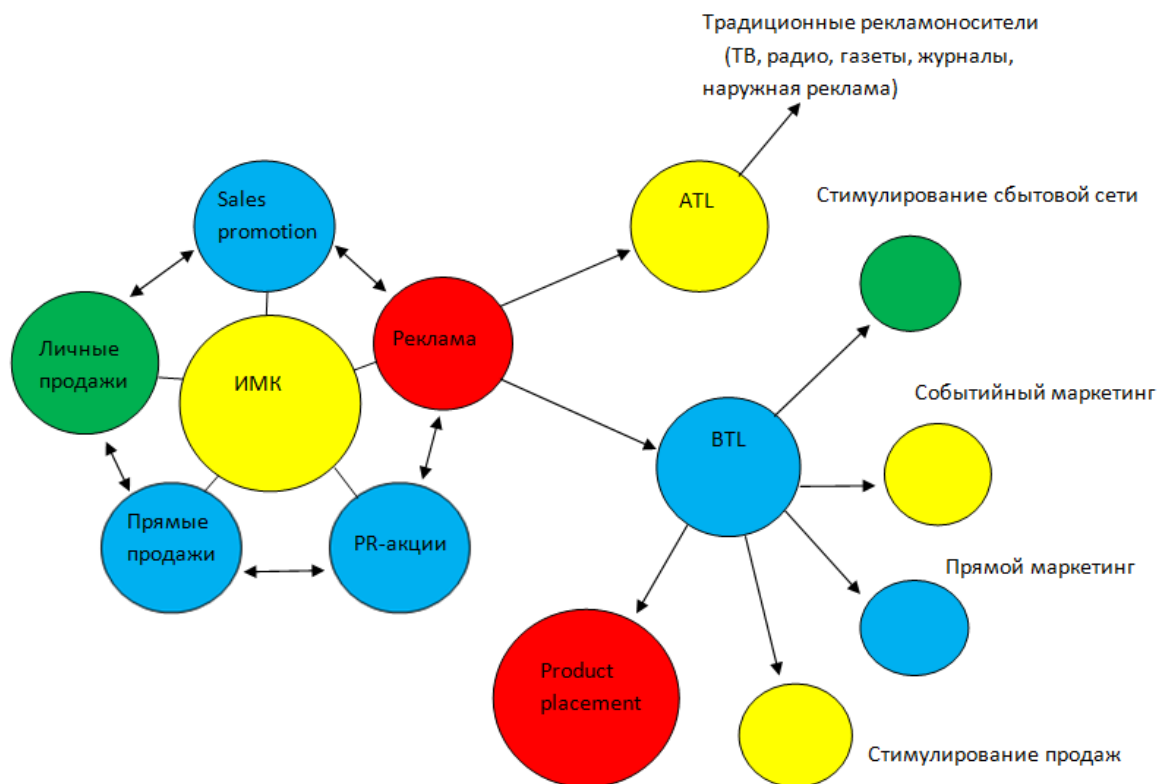 Традиционные рекламоносители
(ТВ, радио, газеты, журналы,
наружная реклама)
Sales
promotion
ATL
Стимулирование сбытовой сети
Личные
продажи
ИМК
Реклама
Событийный маркетинг
BTL
Прямые
продажи
PR-акции
Прямой маркетинг
Product
placement
Стимулирование продаж